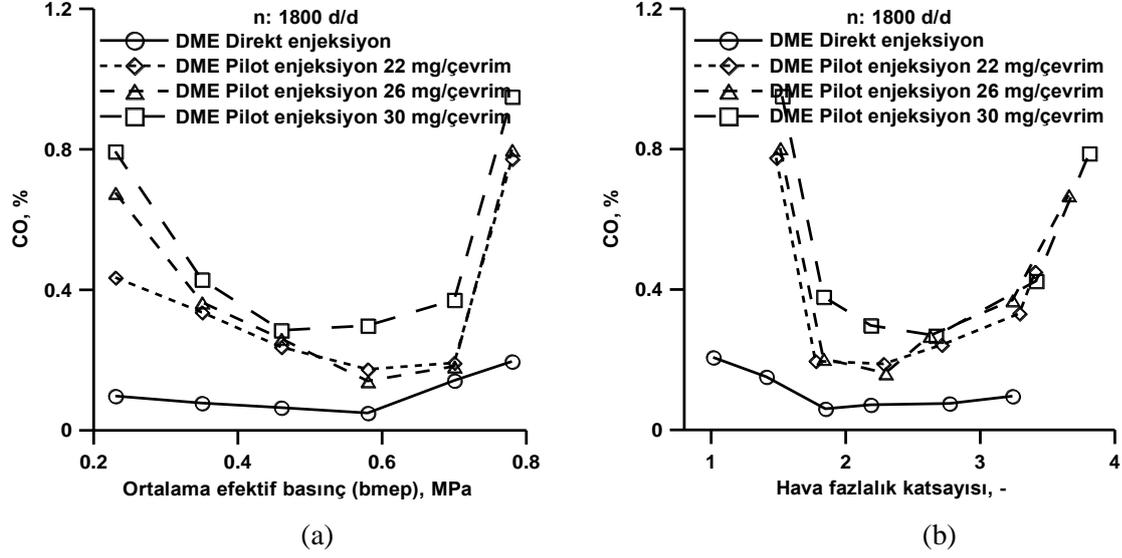 n: 1800 d/d
DME Direkt enjeksiyon
DME Pilot enjeksiyon 22 mg/çevrim
DME Pilot enjeksiyon 26 mg/çevrim
DME Pilot enjeksiyon 30 mg/çevrim
1.2
0.8
0.4
0
CO, %
0.2 0.4 0.6 0.8
Ortalama efektif basınç (bmep), MPa
(a)
n: 1800 d/d
DME Direkt enjeksiyon
DME Pilot enjeksiyon 22 mg/çevrim
DME Pilot enjeksiyon 26 mg/çevrim
DME Pilot enjeksiyon 30 mg/çevrim
1.2
0.8
0.4
0
CO, %
1 2 3 4
Hava fazlalık katsayısı, -
(b)